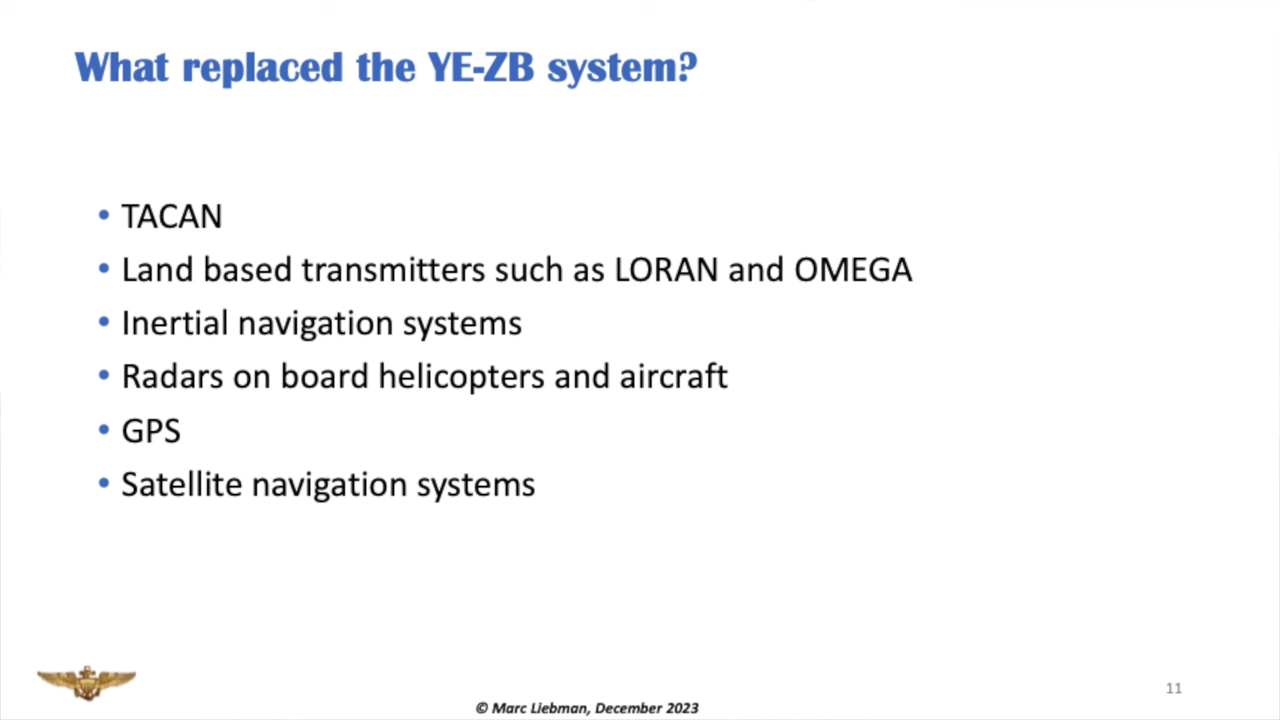 What replaced the YE-ZB system?
• TACAN
• Land based transmitters such as LORAN and OMEGA
• Inertial navigation systems
• Radars on board helicopters and aircraft
• GPS
• Satellite navigation systems
11
© Marc Liebman, December 2023